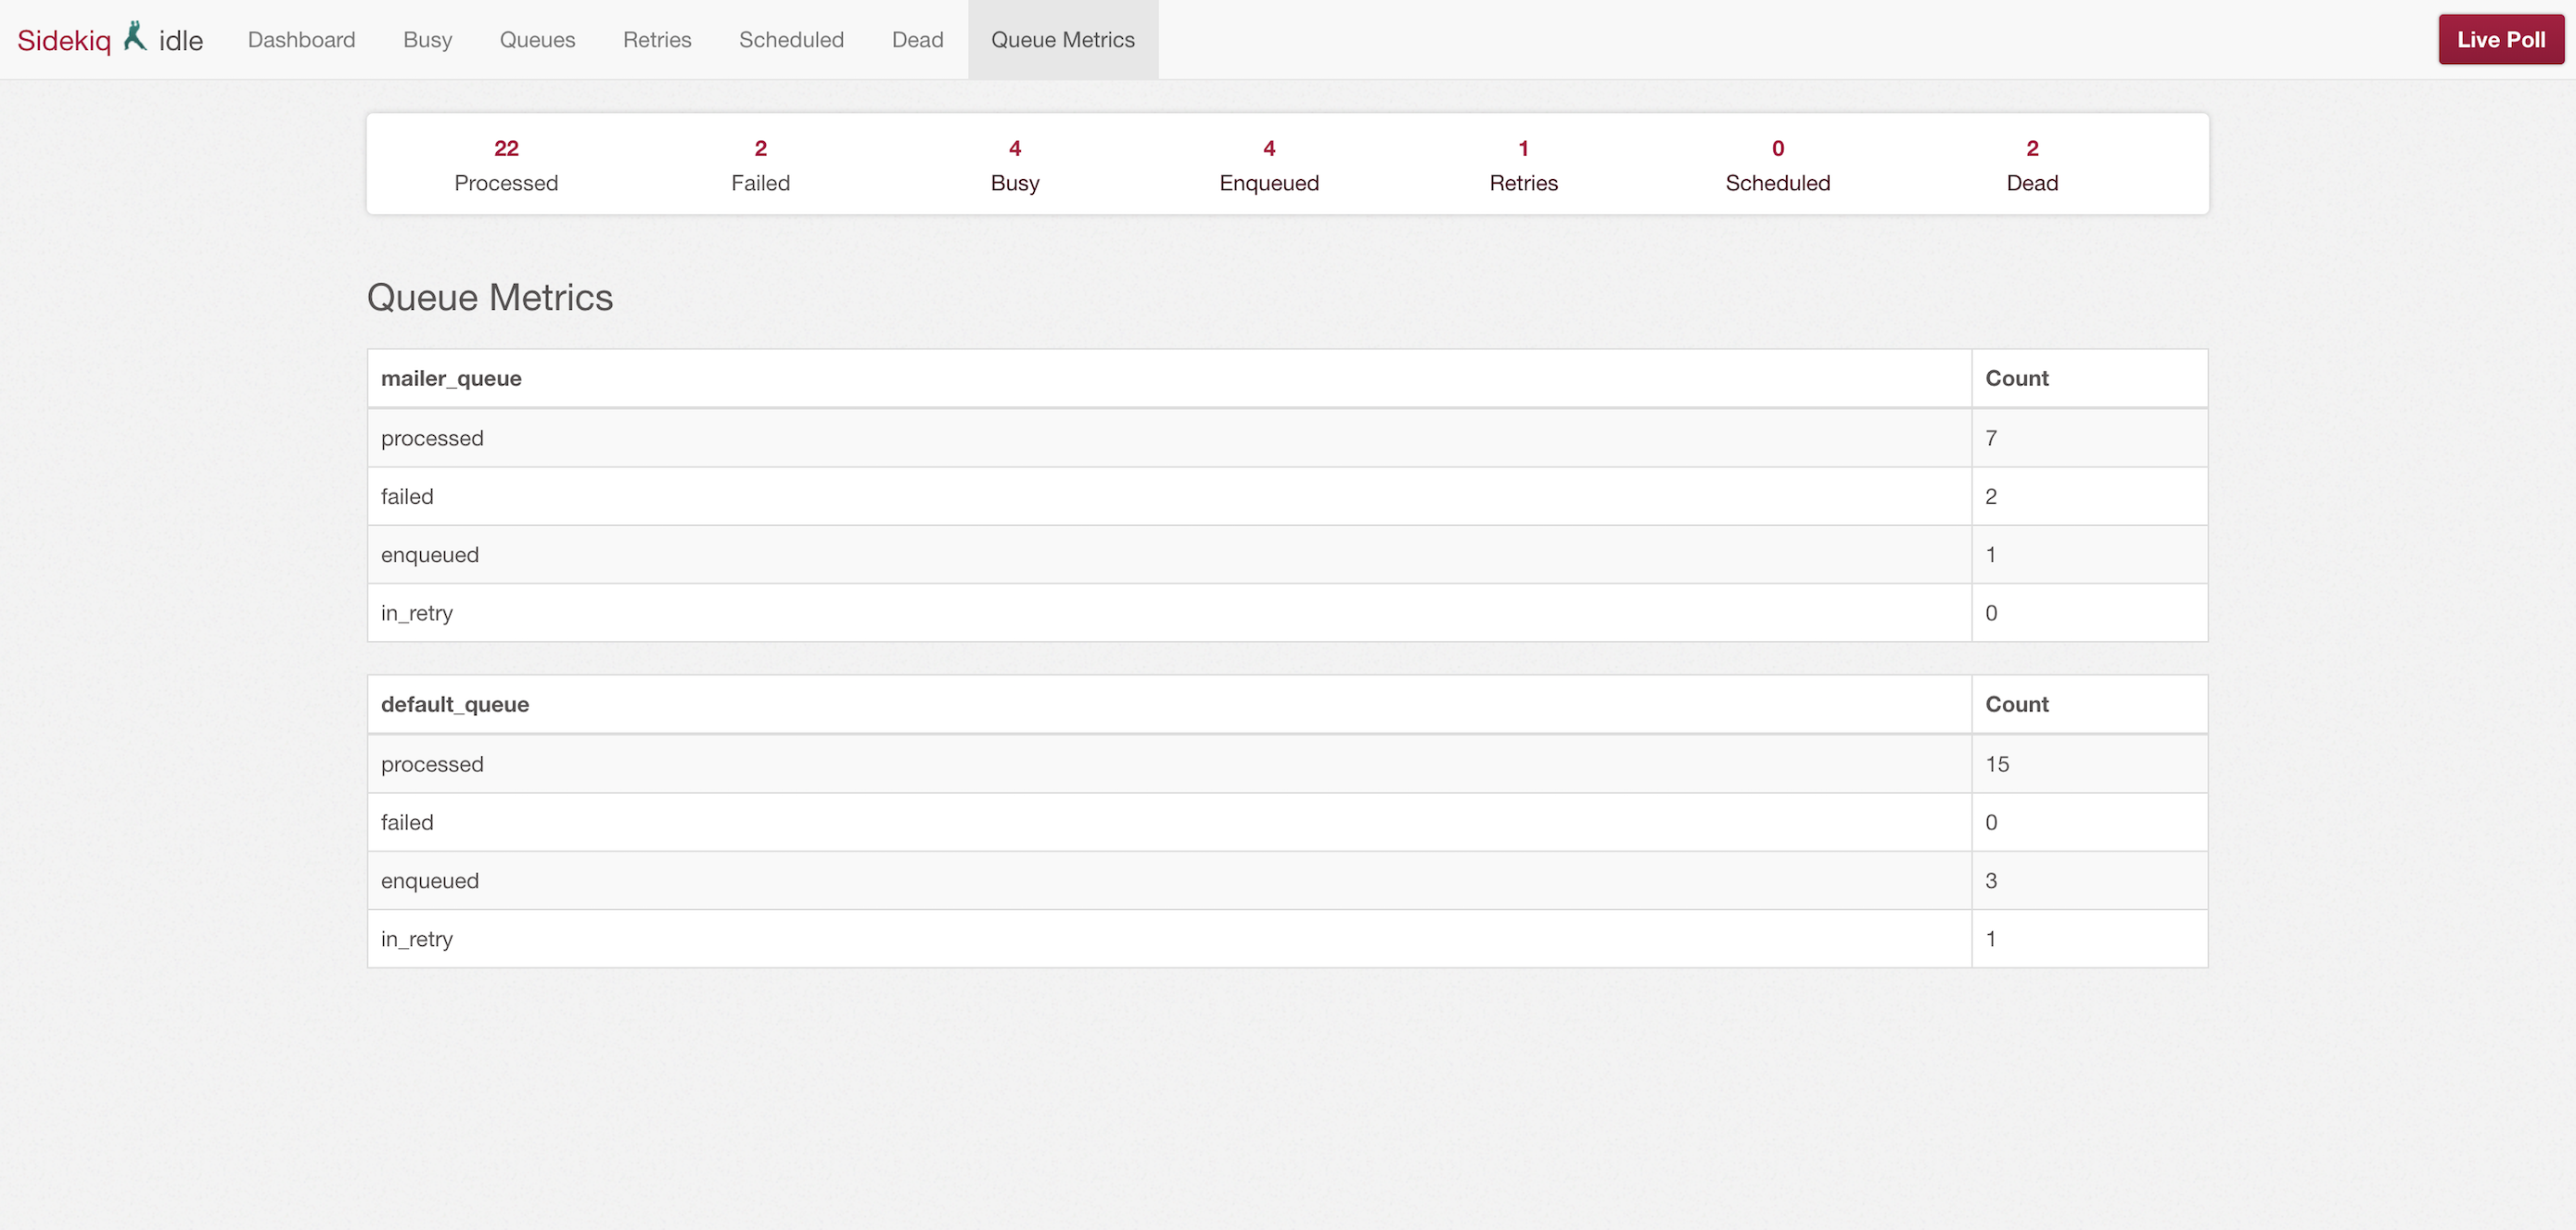 Sidekiq idle Dashboard Busy Queues Retries Scheduled Dead Queue Metrics Live Poll
22 2 4 4 1 0 2
Processed Failed Busy Enqueued Retries Scheduled Dead
Queue Metrics
mailer_queue Count
processed 7
failed 2
enqueued 1
in_retry 0
default_queue Count
processed 15
failed 0
enqueued 3
in_retry 1